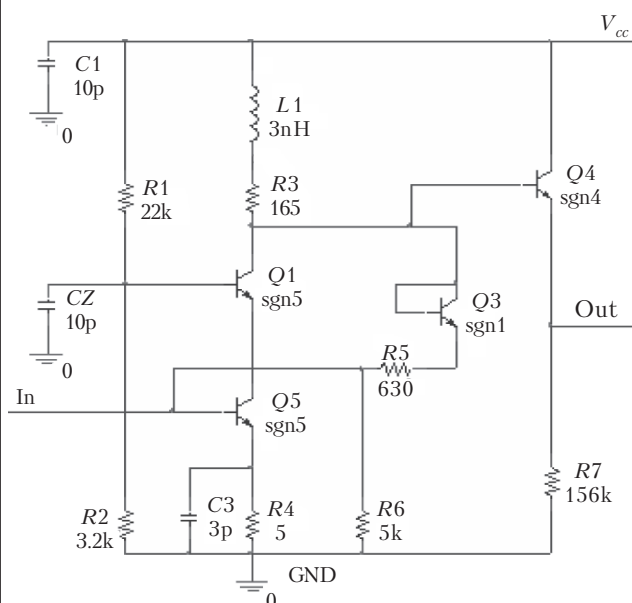 Vcc
C1
10p
0
L1
3nH
R1
22k
R3
165
Q4
sgn4
Q1
sgn5
CZ
10p
0
Q3
sgn1
Out
R5
630
In
Q5
sgn5
R2
3.2k
C3
3p
R4
5
R6
5k
R7
156k
GND
0